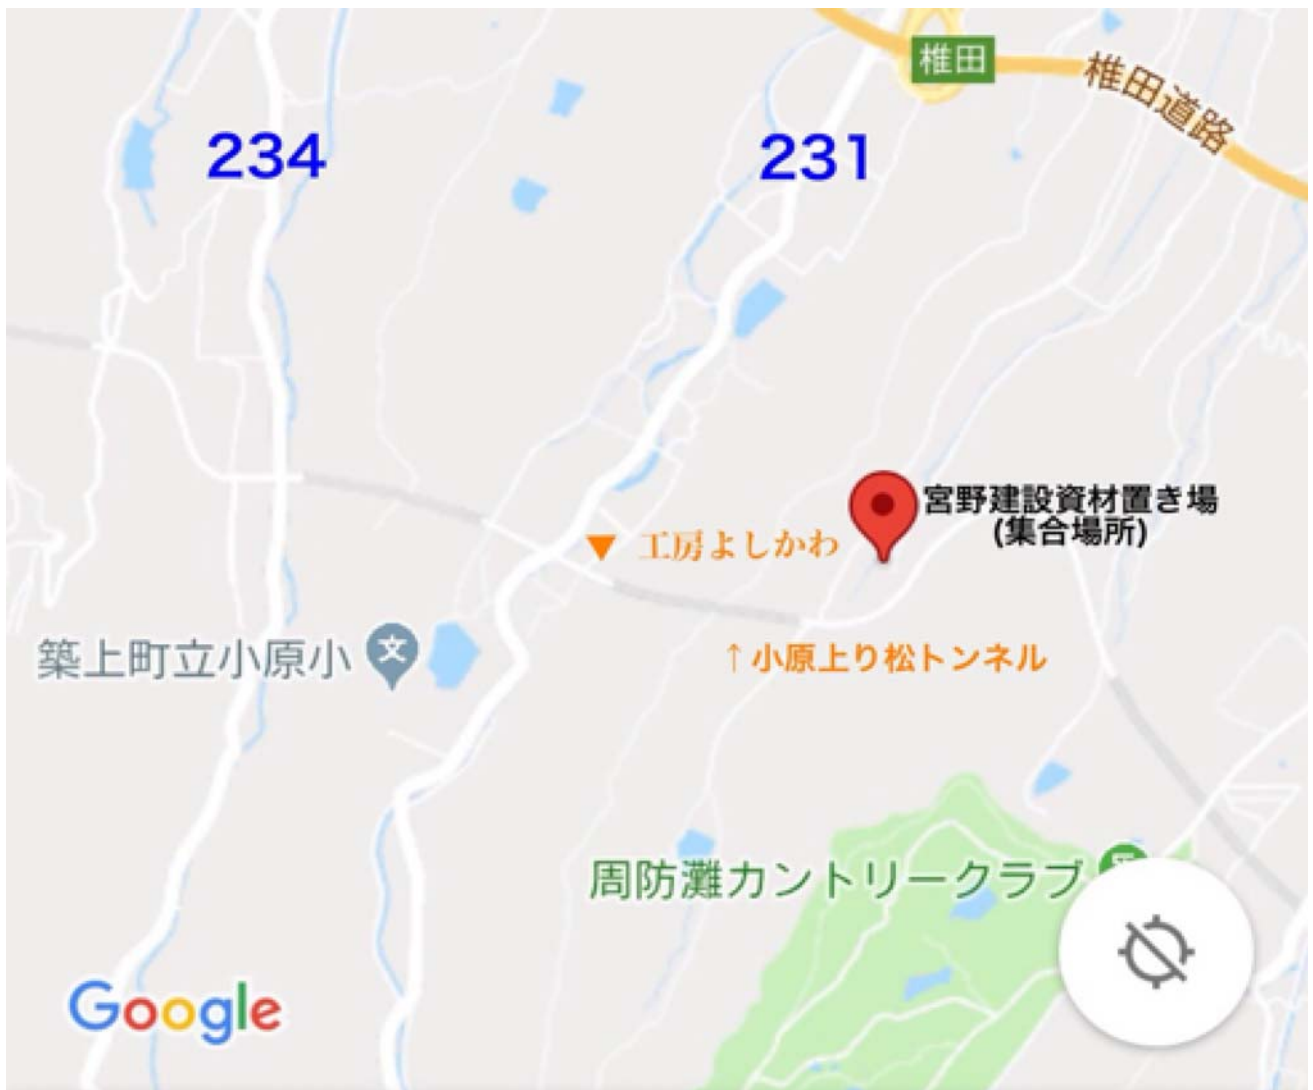 椎田
椎田道路
234
231
宮野建設資材置き場
(集合場所)
工房よしかわ
築上町立小原小
文
↑小原上り松トンネル
周防灘カントリークラブ
Google